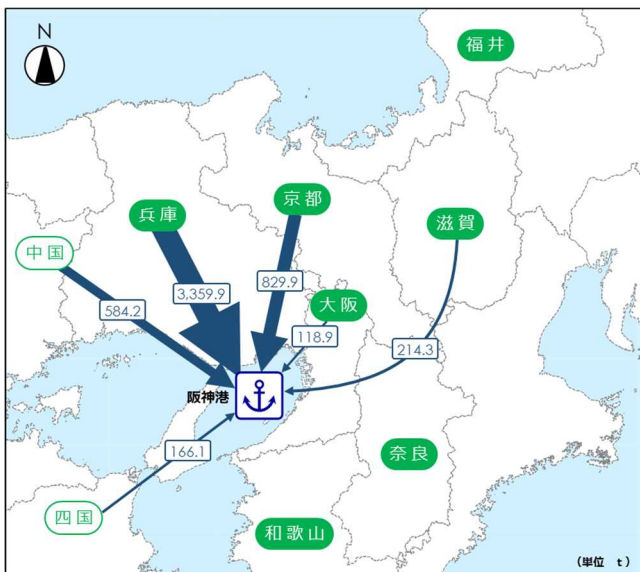 N
福井
兵庫
京都
滋賀
中国
3,359.9
829.9
584.2
大阪
118.9
214.3
阪神港
166.1
奈良
四国
和歌山
(単位 t)